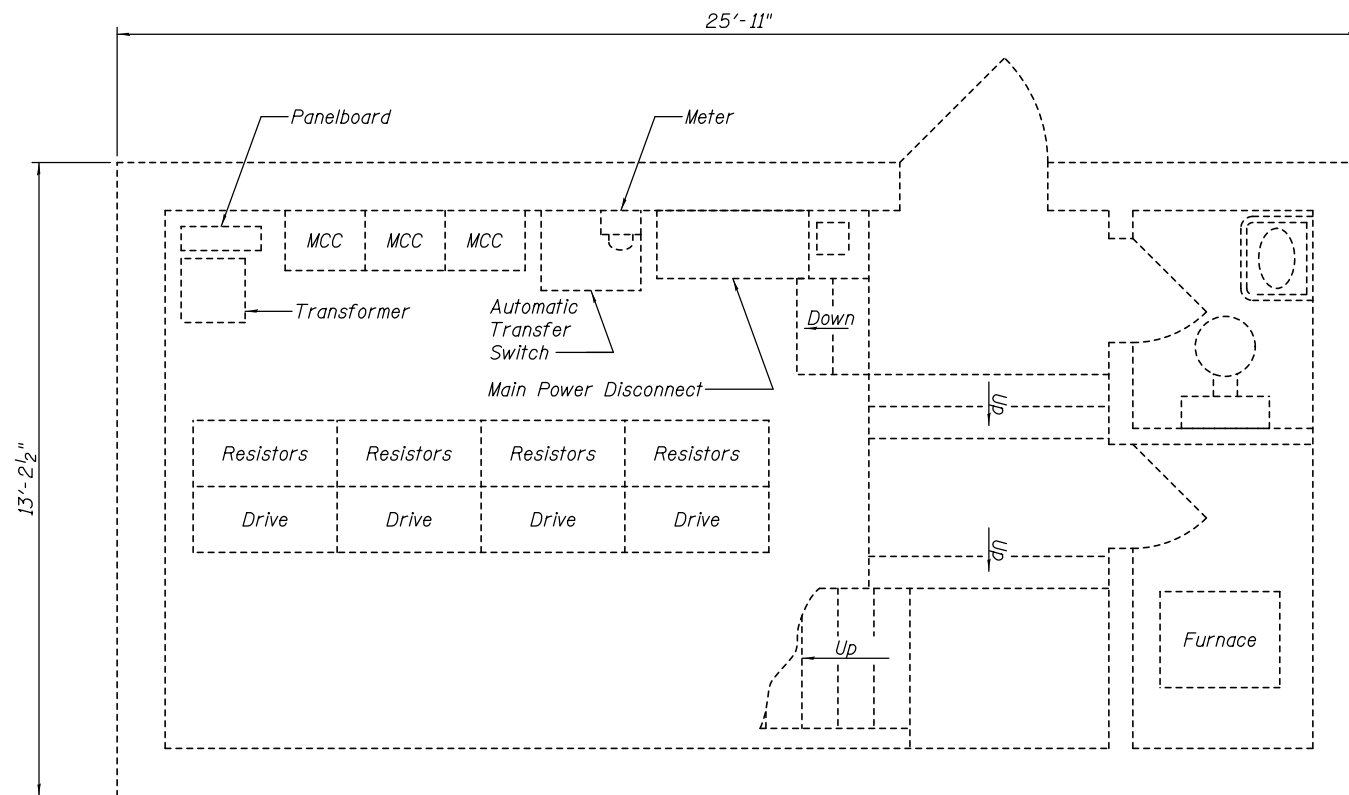 25'-11"
Panelboard
Meter
MCC MCC MCC
Transformer
Automatic
Transfer
Switch
Down
Main Power Disconnect
Up
13'-2½"
Resistors Resistors Resistors Resistors
Drive Drive Drive Drive
Up
Up
Furnace